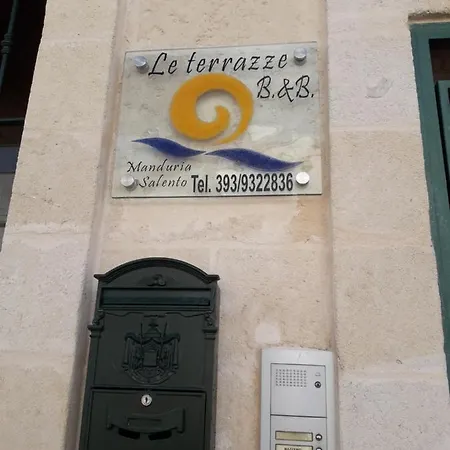 Le terrazze
B.&B.
Manduria
Salento
Tel. 393/9322836